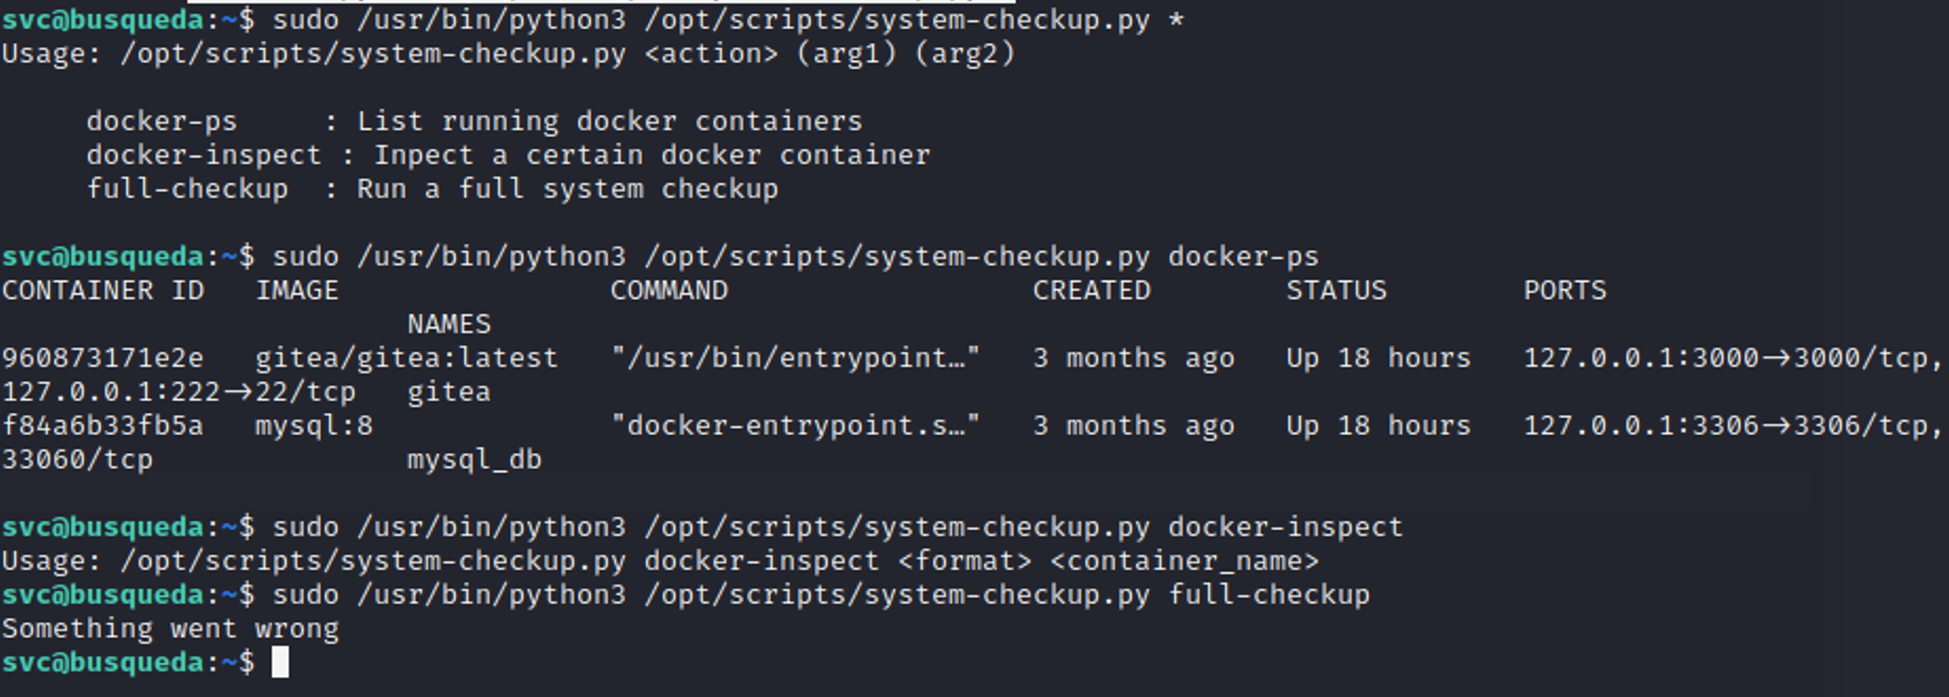 svc@busqueda:~$ sudo /usr/bin/python3 /opt/scripts/system-checkup.py *
Usage: /opt/scripts/system-checkup.py <action> (arg1) (arg2)
docker-ps     : List running docker containers
docker-inspect : Inpect a certain docker container
full-checkup  : Run a full system checkup
svc@busqueda:~$ sudo /usr/bin/python3 /opt/scripts/system-checkup.py docker-ps
CONTAINER ID   IMAGE                COMMAND                  CREATED        STATUS        PORTS
NAMES
960873171e2e   gitea/gitea:latest   "/usr/bin/entrypoint…"   3 months ago   Up 18 hours   127.0.0.1:3000→3000/tcp,
127.0.0.1:222→22/tcp   gitea
f84a6b33fb5a   mysql:8              "docker-entrypoint.s…"   3 months ago   Up 18 hours   127.0.0.1:3306→3306/tcp,
33060/tcp               mysql_db
svc@busqueda:~$ sudo /usr/bin/python3 /opt/scripts/system-checkup.py docker-inspect
Usage: /opt/scripts/system-checkup.py docker-inspect <format> <container_name>
svc@busqueda:~$ sudo /usr/bin/python3 /opt/scripts/system-checkup.py full-checkup
Something went wrong
svc@busqueda:~$